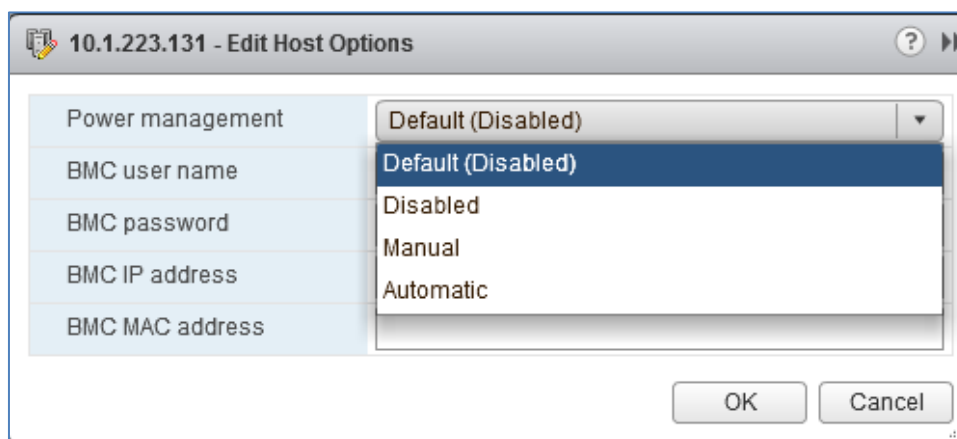 10.1.223.131 - Edit Host Options ?
Power management Default (Disabled)
BMC user name Default (Disabled)
BMC password Disabled
Manual
BMC IP address Automatic
BMC MAC address
OK Cancel